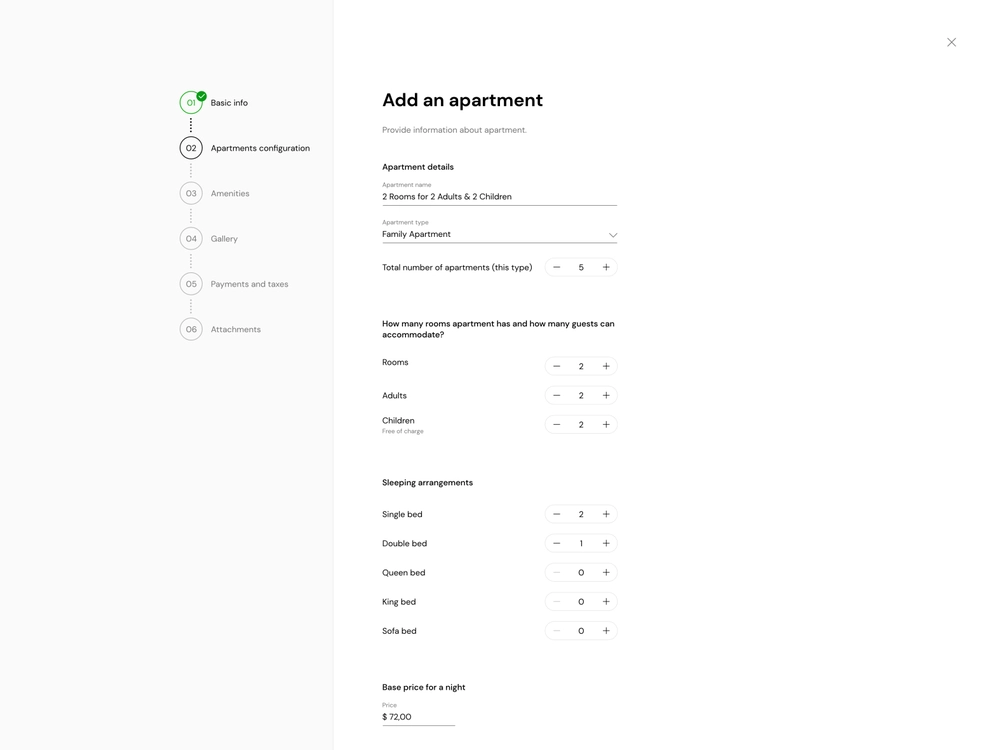 01
Basic info
02
Apartments configuration
03
Amenities
04
Gallery
05
Payments and taxes
06
Attachments
Add an apartment
Provide information about apartment.
Apartment details
Apartment name
2 Rooms for 2 Adults & 2 Children
Apartment type
Family Apartment
Total number of apartments (this type)
5
How many rooms apartment has and how many guests can
accommodate?
Rooms
2
Adults
2
Children
2
Free of charge
Sleeping arrangements
Single bed
2
Double bed
1
Queen bed
0
King bed
0
Sofa bed
0
Base price for a night
Price
$ 72,00